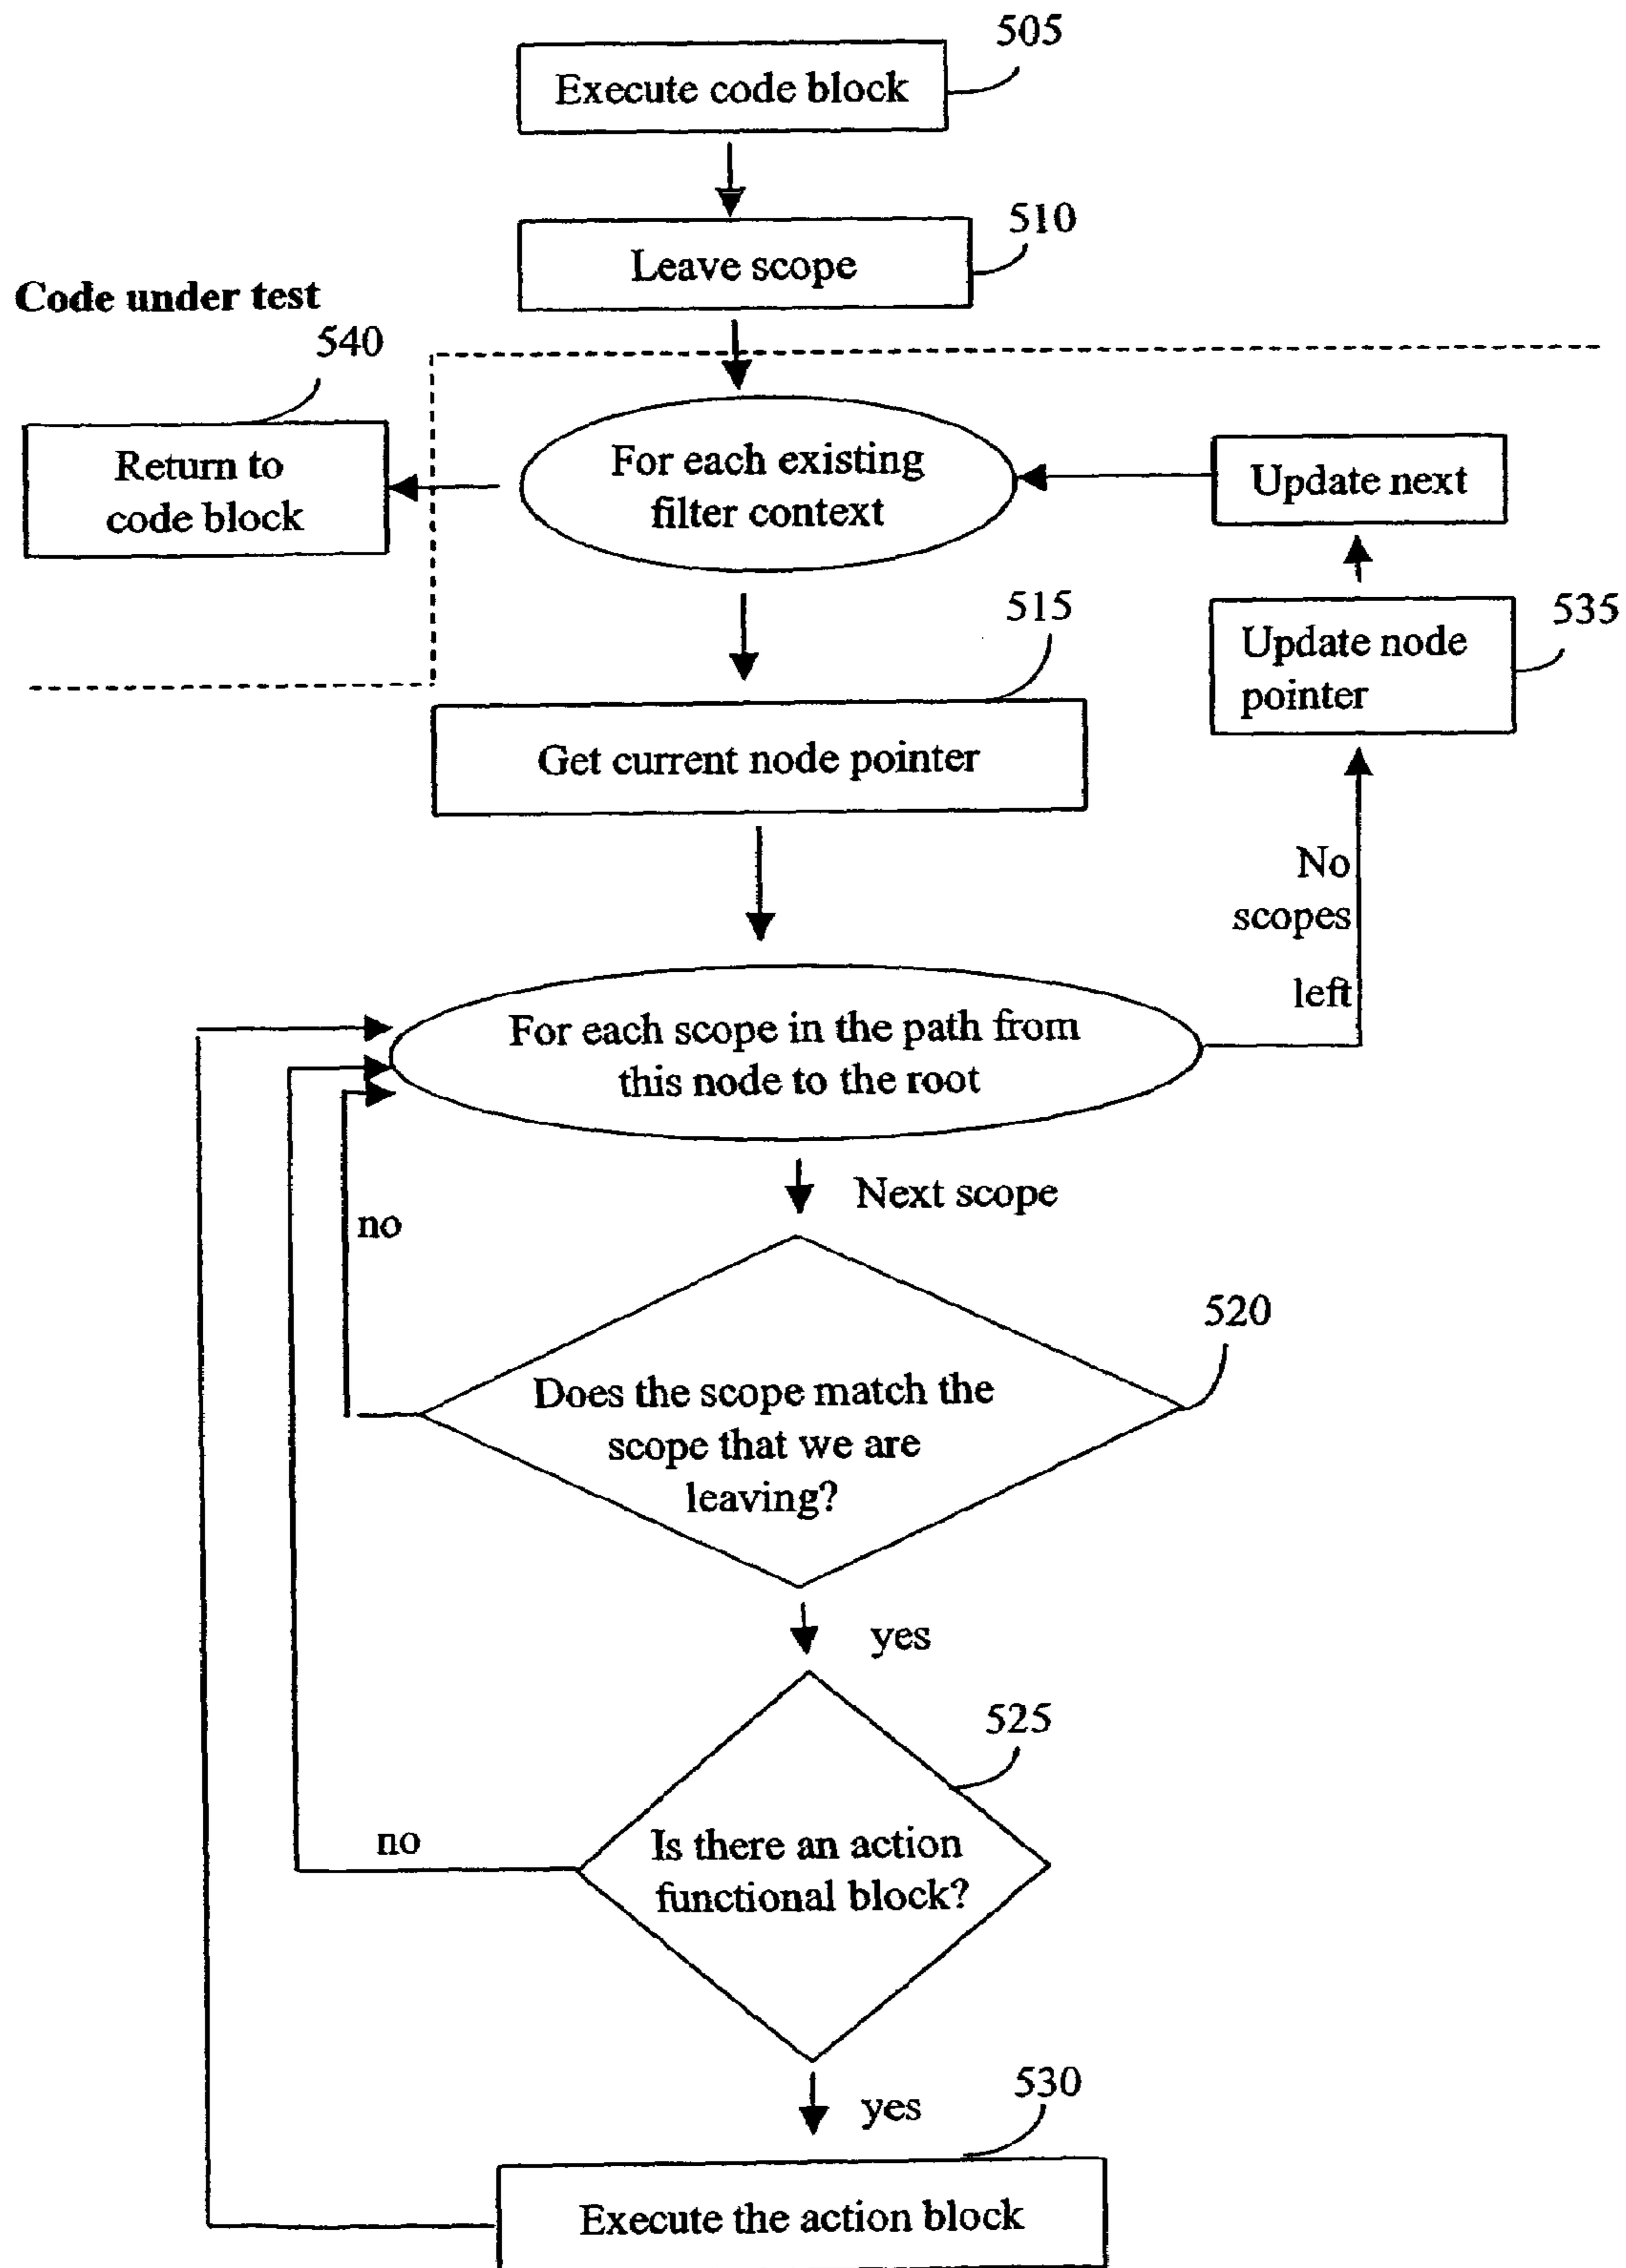 505
Execute code block
510
Leave scope
Code under test
540
Return to
code block
For each existing
filter context
Update next
515
535
Update node
pointer
Get current node pointer
No
scopes
left
For each scope in the path from
this node to the root
Next scope
no
520
Does the scope match the
scope that we are
leaving?
yes
525
no
Is there an action
functional block?
530
yes
Execute the action block